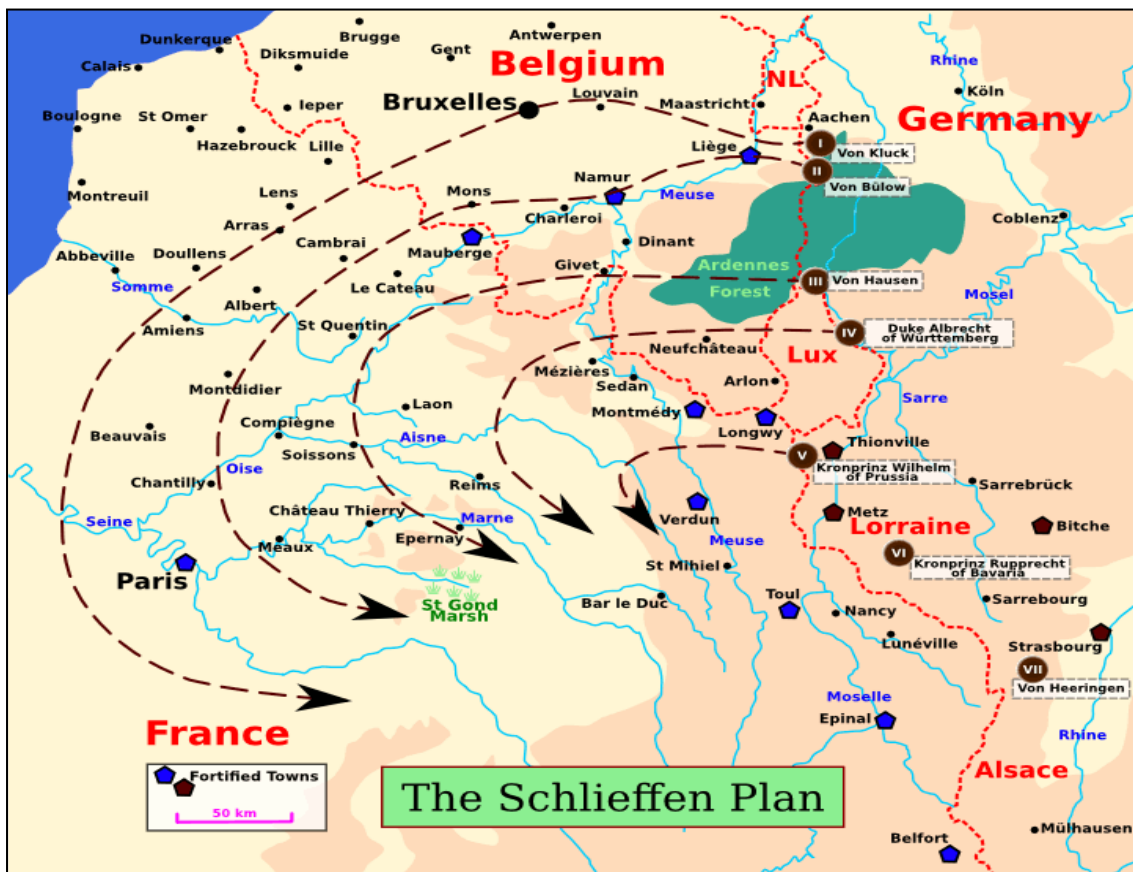 Brugge
Antwerpen
Dunkerque
Diksmuide
Gent
Belgium
NL
Rhine
Calais
Köln
Bruxelles
Louvain
Maastricht
Germany
Boulogne
St Omer
Ieper
Aachen
Hazebrouck
Lille
Liège
I
Von Kluck
II
Von Bülow
Montreuil
Lens
Mons
Namur
Meuse
Arras
Charleroi
Coblenz
Abbeville
Doullens
Cambrai
Mauberge
Dinant
Somme
Le Cateau
Givet
Ardennes
Forest
III
Von Hausen
Mosel
Albert
Amiens
St Quentin
IV
Duke Albrecht
of Württemberg
Neufchâteau
Lux
Mézières
Sedan
Arlon
Montdidier
Laon
Montmédy
Longwy
Sarre
Beauvais
Compiègne
Aisne
Soissons
V
Thionville
Kronprinz Wilhelm
of Prussia
Oise
Chantilly
Reims
Sarrebrück
Seine
Château Thierry
Marne
Epernay
Verdun
Metz
Lorraine
Bitche
Meaux
Meuse
VI
Kronprinz Rupprecht
of Bavaria
Paris
St Mihiel
St Gond
Marsh
Bar le Duc
Toul
Nancy
Sarrebourg
Lunéville
Strasbourg
VII
Von Heeringen
Moselle
Epinal
France
Rhine
Alsace
Fortified Towns
50 km
The Schlieffen Plan
Belfort
Mülhausen